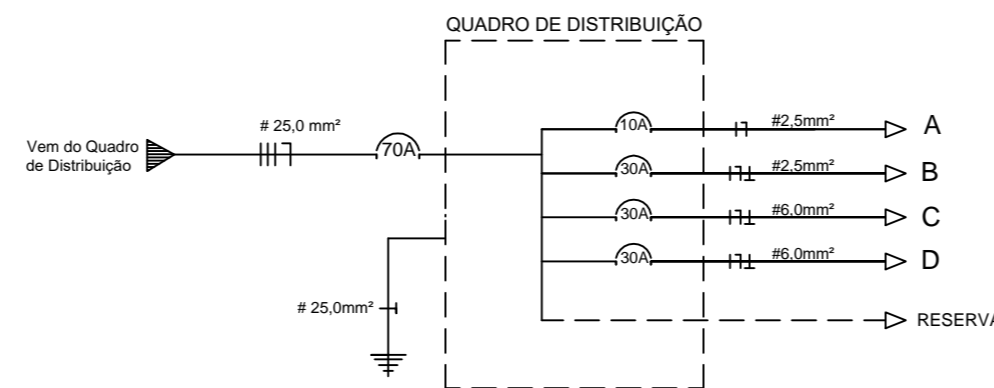 QUADRO DE DISTRIBUIÇÃO
# 25,0 mm²
Vem do Quadro
de Distribuição
70A
10A
#2,5mm²
A
30A
#2,5mm²
B
30A
#6,0mm²
C
30A
#6,0mm²
D
# 25,0mm²
RESERVA